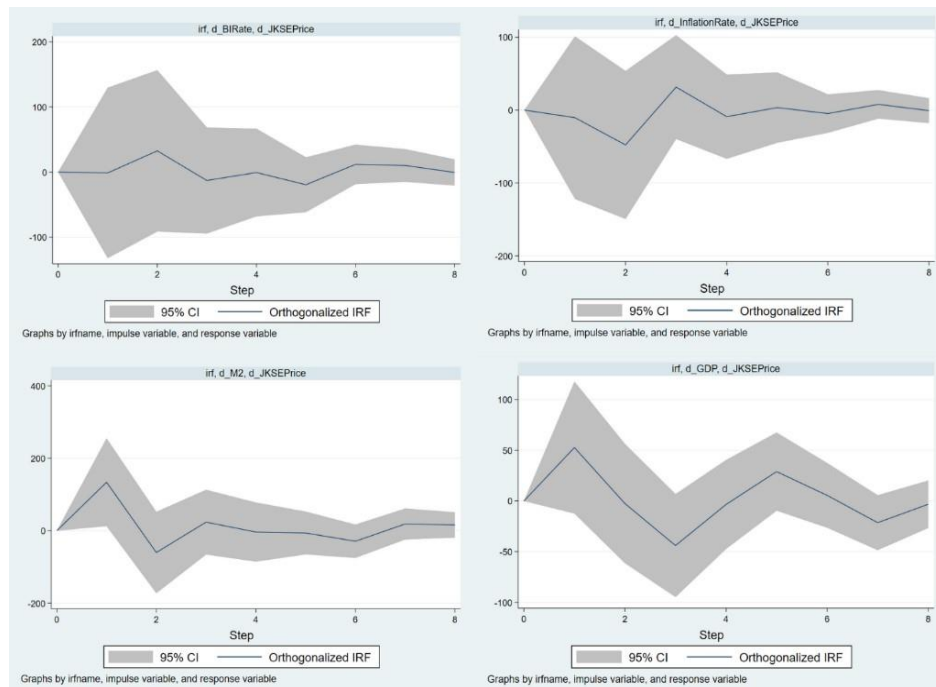 irf, d_BIRate, d_JKSEPrice
200
100
0
-100
0 2 4 6 8
Step
95% CI Orthogonalized IRF
Graphs by irfname, impulse variable, and response variable
irf, d_InflationRate, d_JKSEPrice
100
0
-100
-200
0 2 4 6 8
Step
95% CI Orthogonalized IRF
Graphs by irfname, impulse variable, and response variable
irf, d_M2, d_JKSEPrice
400
200
0
-200
0 2 4 6 8
Step
95% CI Orthogonalized IRF
Graphs by irfname, impulse variable, and response variable
irf, d_GDP, d_JKSEPrice
100
50
0
-50
-100
0 2 4 6 8
Step
95% CI Orthogonalized IRF
Graphs by irfname, impulse variable, and response variable